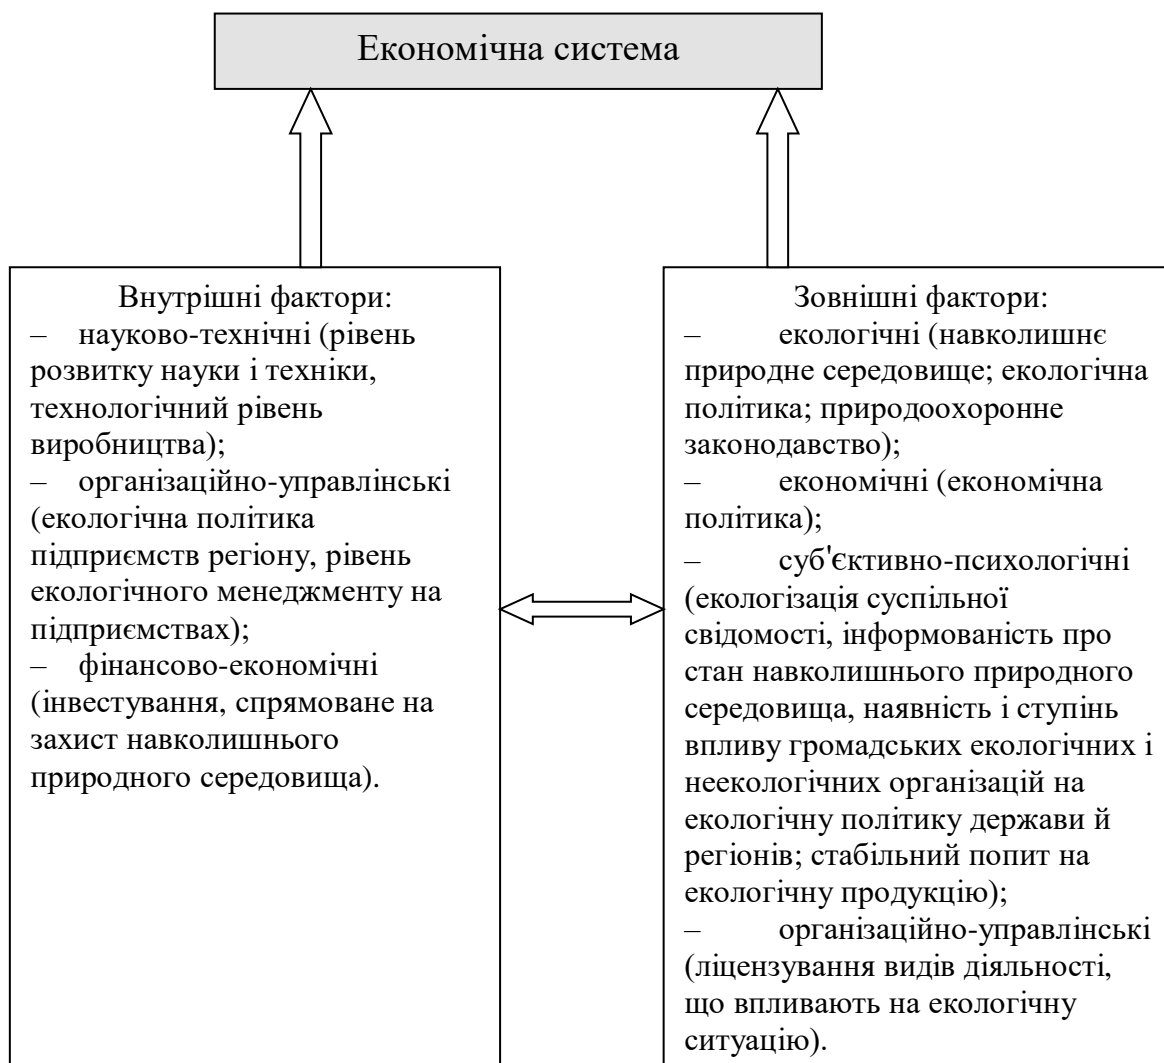 Економічна система
Внутрішні фактори:
– науково-технічні (рівень
розвитку науки і техніки,
технологічний рівень
виробництва);
– організаційно-управлінські
(екологічна політика
підприємств регіону, рівень
екологічного менеджменту на
підприємствах);
– фінансово-економічні
(інвестування, спрямоване на
захист навколишнього
природного середовища).
Зовнішні фактори:
– екологічні (навколишнє
природне середовище; екологічна
політика; природоохоронне
законодавство);
– економічні (економічна
політика);
– суб'єктивно-психологічні
(екологізація суспільної
свідомості, інформованість про
стан навколишнього природного
середовища, наявність і ступінь
впливу громадських екологічних і
неекологічних організацій на
екологічну політику держави й
регіонів; стабільний попит на
екологічну продукцію);
– організаційно-управлінські
(ліцензування видів діяльності,
що впливають на екологічну
ситуацію).